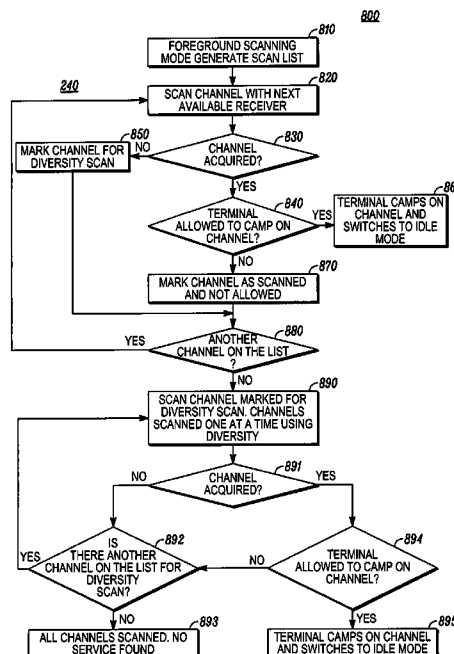 800
810
FOREGROUND SCANNING
MODE GENERATE SCAN LIST
240
820
SCAN CHANNEL WITH NEXT
AVAILABLE RECEIVER
850
MARK CHANNEL FOR
DIVERSITY SCAN
NO
830
CHANNEL
ACQUIRED?
YES
840
TERMINAL
ALLOWED TO CAMP ON
CHANNEL?
YES
86
TERMINAL CAMPS ON
CHANNEL AND
SWITCHES TO IDLE
MODE
NO
870
MARK CHANNEL AS SCANNED
AND NOT ALLOWED
880
YES
ANOTHER
CHANNEL ON THE LIST
?
NO
890
SCAN CHANNEL MARKED FOR
DIVERSITY SCAN. CHANNELS
SCANNED ONE AT A TIME USING
DIVERSITY
NO
891
CHANNEL
ACQUIRED?
YES
892
IS
THERE ANOTHER
CHANNEL ON THE LIST FOR
DIVERSITY
SCAN?
YES
NO
894
TERMINAL
ALLOWED TO CAMP ON
CHANNEL?
NO
893
ALL CHANNELS SCANNED. NO
SERVICE FOUND
YES
895
TERMINAL CAMPS ON CHANNEL
AND SWITCHES TO IDLE MODE